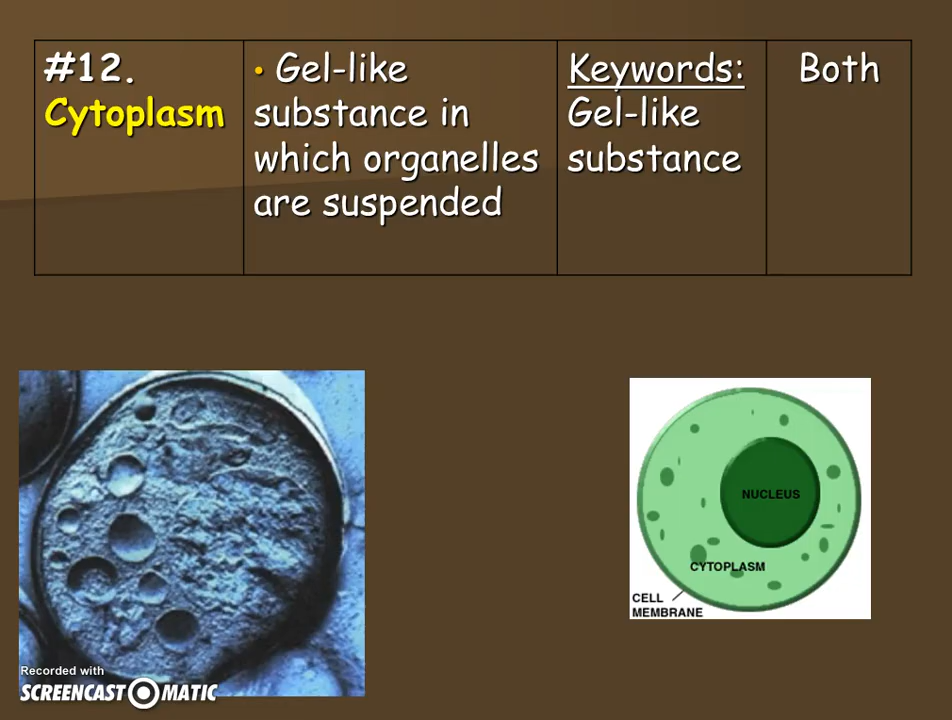 #12.
Cytoplasm
• Gel-like
substance in
which organelles
are suspended
Keywords:
Gel-like
substance
Both
NUCLEUS
CYTOPLASM
CELL
MEMBRANE
Recorded with
SCREENCAST MATIC